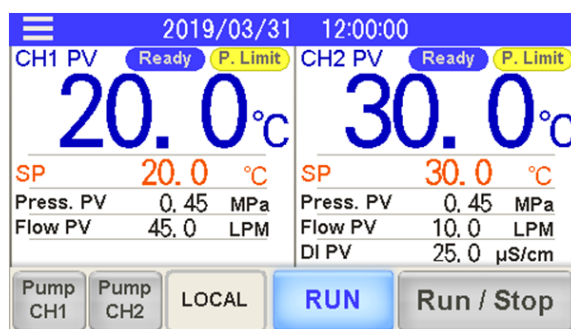 2019/03/31 12:00:00
CH1 PV Ready P. Limit
20.0°C
SP 20.0 °C
Press. PV 0.45 MPa
Flow PV 45.0 LPM
CH2 PV Ready P. Limit
30.0°C
SP 30.0 °C
Press. PV 0.45 MPa
Flow PV 10.0 LPM
DI PV 25.0 µS/cm
Pump CH1
Pump CH2
LOCAL
RUN
Run / Stop